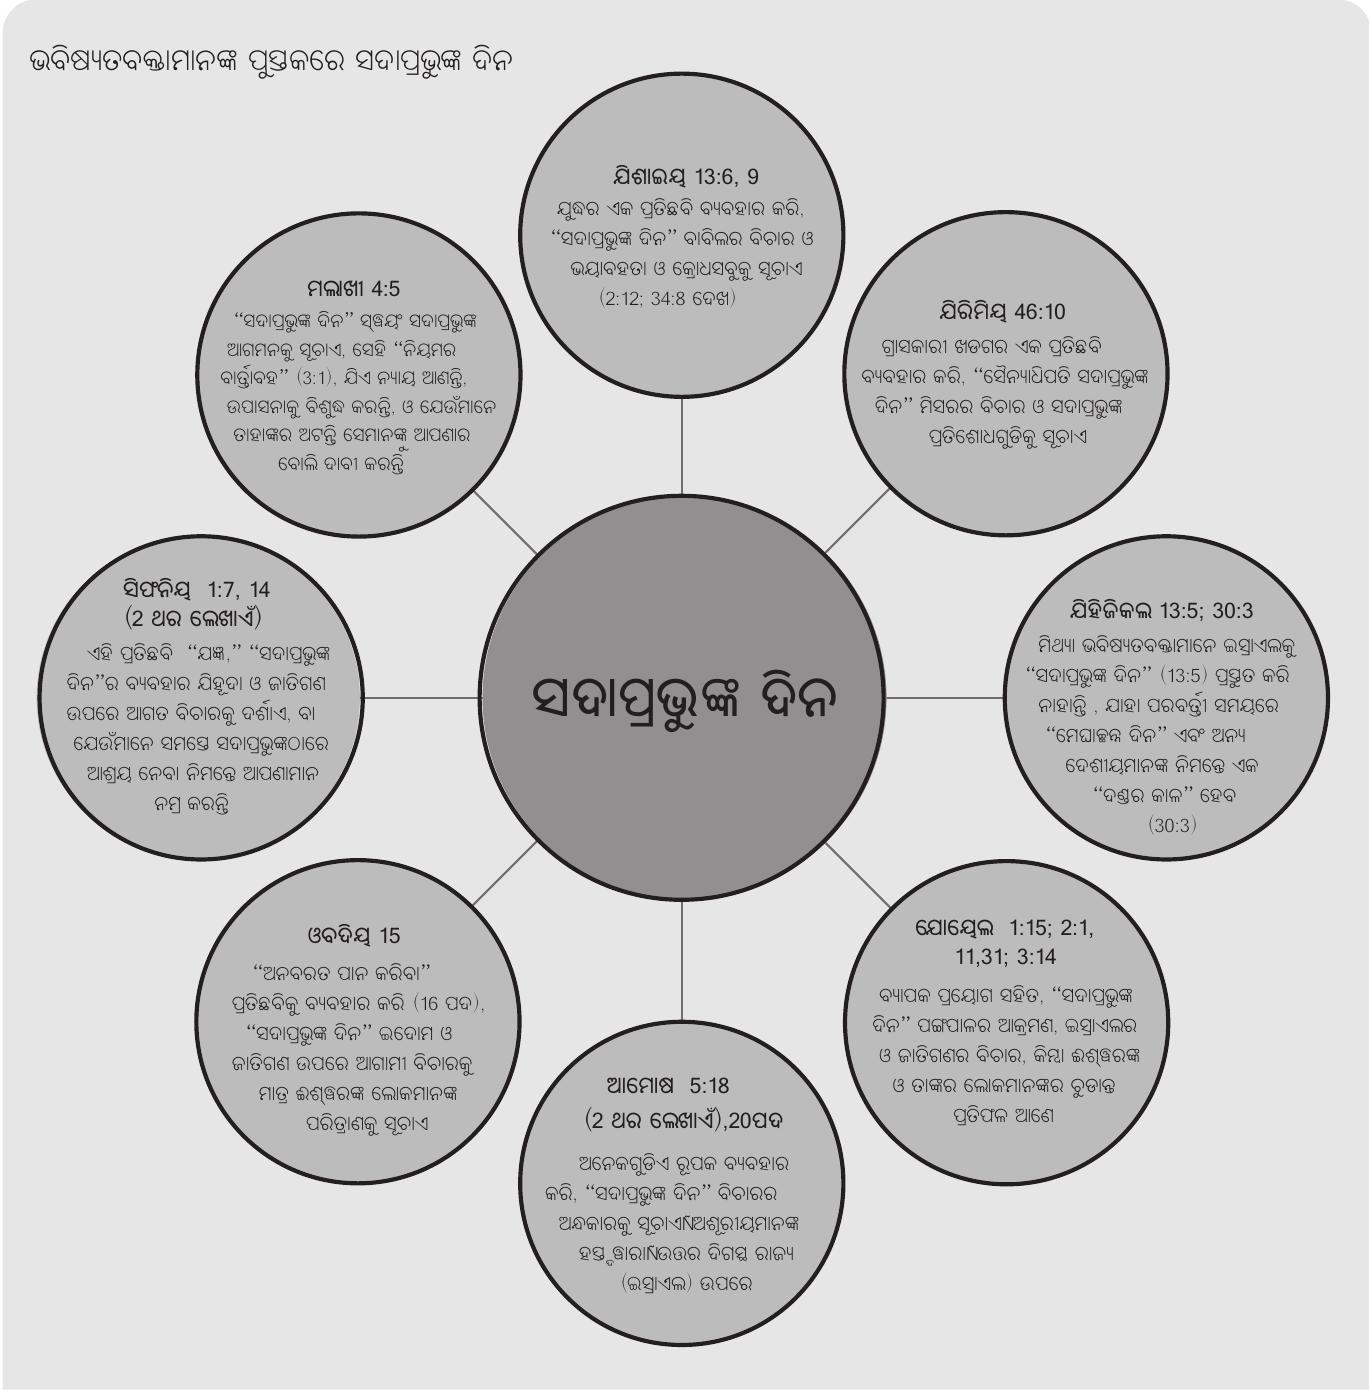 ଭବିଷ୍ୟତବକ୍ତାମାନଙ୍କ ପୁସ୍ତକରେ ସଦାପ୍ରଭୁଙ୍କ ଦିନ
ଯିଶାଇୟ 13:6, 9
ଯୁଦ୍ଧର ଏକ ପ୍ରତିଛବି ବ୍ୟବହାର କରି,
“ସଦାପ୍ରଭୁଙ୍କ ଦିନ” ବାବିଲର ବିଚାର ଓ
ଭୟାବହତା ଓ କ୍ରୋଧସବୁକୁ ସୂଚାଏ
(2:12; 34:8 ଦେଖ)
ଯିରିମିୟ 46:10
ଗ୍ରାସକାରୀ ଖଡଗର ଏକ ପ୍ରତିଛବି
ବ୍ୟବହାର କରି, “ସୈନ୍ୟାଧିପତି ସଦାପ୍ରଭୁଙ୍କ
ଦିନ” ମିସରର ବିଚାର ଓ ସଦାପ୍ରଭୁଙ୍କ
ପ୍ରତିଶୋଧଗୁଡିକୁ ସୂଚାଏ
ଯିହିଜିକଲ 13:5; 30:3
ମିଥ୍ୟା ଭବିଷ୍ୟତବକ୍ତାମାନେ ଇସ୍ରାଏଲକୁ
“ସଦାପ୍ରଭୁଙ୍କ ଦିନ” (13:5) ପ୍ରସ୍ତୁତ କରି
ନାହାନ୍ତି , ଯାହା ପରବର୍ତ୍ତୀ ସମୟରେ
“ମେଘାଚ୍ଛନ୍ନ ଦିନ” ଏବଂ ଅନ୍ୟ
ଦେଶୀୟମାନଙ୍କ ନିମନ୍ତେ ଏକ
“ଦଣ୍ଡର କାଳ” ହେବ
(30:3)
ଯୋୟେଲ 1:15; 2:1,
11,31; 3:14
ବ୍ୟାପକ ପ୍ରୟୋଗ ସହିତ, “ସଦାପ୍ରଭୁଙ୍କ
ଦିନ” ପଙ୍ଗପାଳର ଆକ୍ରମଣ, ଇସ୍ରାଏଲର
ଓ ଜାତିଗଣର ବିଚାର, କିମ୍ବା ଈଶ୍ୱରଙ୍କ
ଓ ତାଙ୍କର ଲୋକମାନଙ୍କର ଚୁଡାନ୍ତ
ପ୍ରତିଫଳ ଆଣେ
ଆମୋଷ 5:18
(2 ଥର ଲେଖାଏଁ),20ପଦ
ଅନେକଗୁଡିଏ ରୂପକ ବ୍ୟବହାର
କରି, “ସଦାପ୍ରଭୁଙ୍କ ଦିନ” ବିଚାରର
ଅନ୍ଧକାରକୁ ସୂଚାଏÑଅଶୂରୀୟମାନଙ୍କ
ହସ୍ତଦ୍ୱାରାÑଉତ୍ତର ଦିଗସ୍ଥ ରାଜ୍ୟ
(ଇସ୍ରାଏଲ) ଉପରେ
ଓବଦିୟ 15
“ଅନବରତ ପାନ କରିବା”
ପ୍ରତିଛବିକୁ ବ୍ୟବହାର କରି (16 ପଦ),
“ସଦାପ୍ରଭୁଙ୍କ ଦିନ” ଇଦୋମ ଓ
ଜାତିଗଣ ଉପରେ ଆଗାମୀ ବିଚାରକୁ
ମାତ୍ର ଈଶ୍ୱରଙ୍କ ଲୋକମାନଙ୍କ
ପରିତ୍ରାଣକୁ ସୂଚାଏ
ସିଫନିୟ 1:7, 14
(2 ଥର ଲେଖାଏଁ)
ଏହି ପ୍ରତିଛବି “ଯଜ୍ଞ,” “ସଦାପ୍ରଭୁଙ୍କ
ଦିନ”ର ବ୍ୟବହାର ଯିହୂଦା ଓ ଜାତିଗଣ
ଉପରେ ଆଗତ ବିଚାରକୁ ଦର୍ଶାଏ, ବା
ଯେଉଁମାନେ ସମସ୍ତେ ସଦାପ୍ରଭୁଙ୍କଠାରେ
ଆଶ୍ରୟ ନେବା ନିମନ୍ତେ ଆପଣାମାନ
ନମ୍ର କରନ୍ତି
ମଲାଖୀ 4:5
“ସଦାପ୍ରଭୁଙ୍କ ଦିନ” ସ୍ୱୟଂ ସଦାପ୍ରଭୁଙ୍କ
ଆଗମନକୁ ସୂଚାଏ, ସେହି “ନିୟମର
ବାର୍ତ୍ତାବହ” (3:1), ଯିଏ ନ୍ୟାୟ ଆଣନ୍ତି,
ଉପାସନାକୁ ବିଶୁଦ୍ଧ କରନ୍ତି, ଓ ଯେଉଁମାନେ
ତାହାଙ୍କର ଅଟନ୍ତି ସେମାନଙ୍କୁ ଆପଣାର
ବୋଲି ଦାବୀ କରନ୍ତି
ସଦାପ୍ରଭୁଙ୍କ ଦିନ